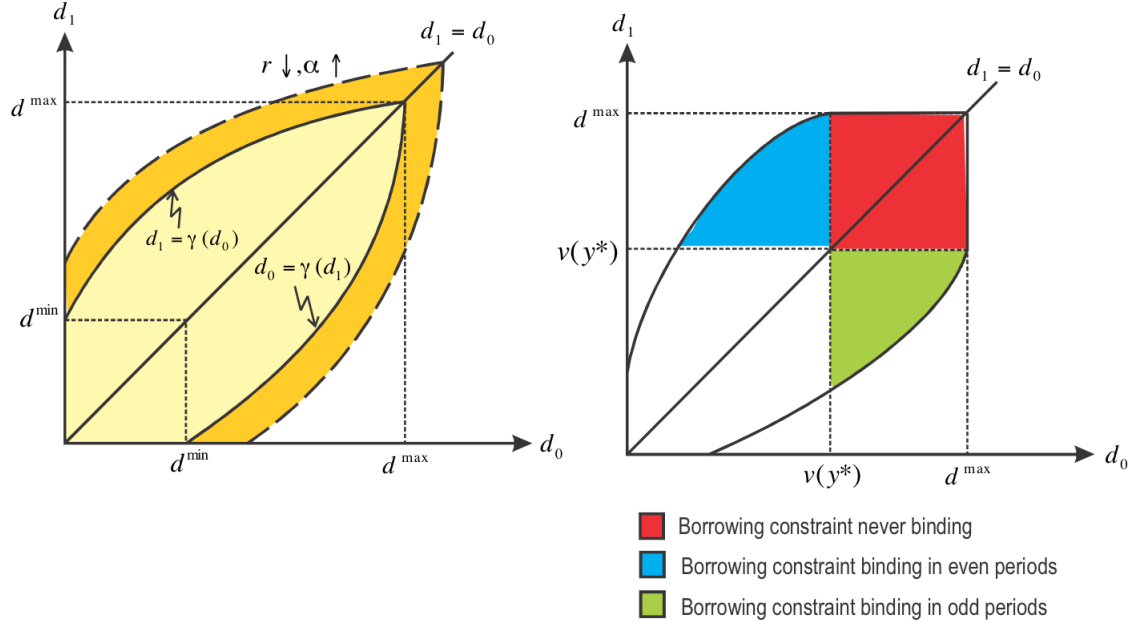 d₁
d₁ = d₀
r ↓, α ↑
d^max
d₁ = γ(d₀)
d₀ = γ(d₁)
d^min
d^min
d^max
d₀
d₁
d₁ = d₀
d^max
v(y*)
v(y*)
d^max
d₀
Borrowing constraint never binding
Borrowing constraint binding in even periods
Borrowing constraint binding in odd periods